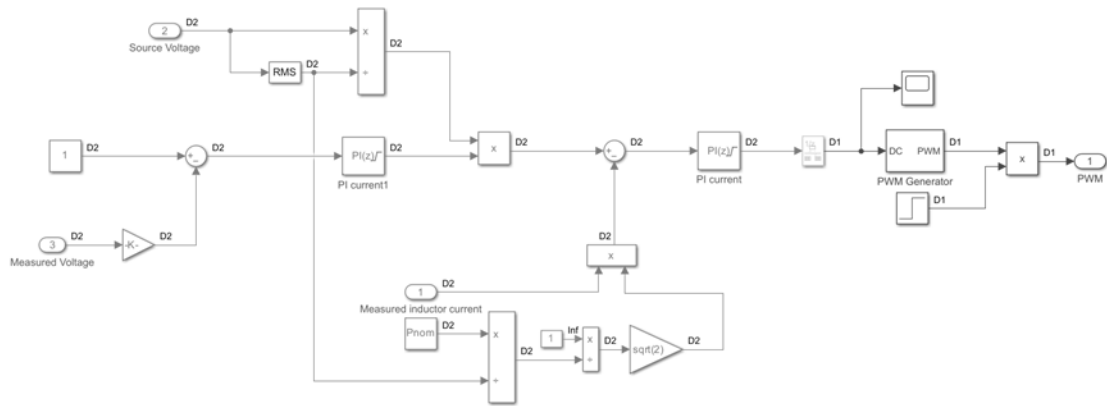 2
D2
Source Voltage
RMS
D2
x
÷
D2
1
D2
+
-
D2
PI(z)
D2
PI current1
x
D2
+
-
D2
PI(z)
D2
PI current
D1
DC PWM
D1
PWM Generator
x
D1
1
PWM
D1
3
D2
Measured Voltage
-K-
D2
D2
x
1
D2
Measured inductor current
Pnom
D2
x
÷
D2
1
Inf
x
÷
D2
sqrt(2)
D2